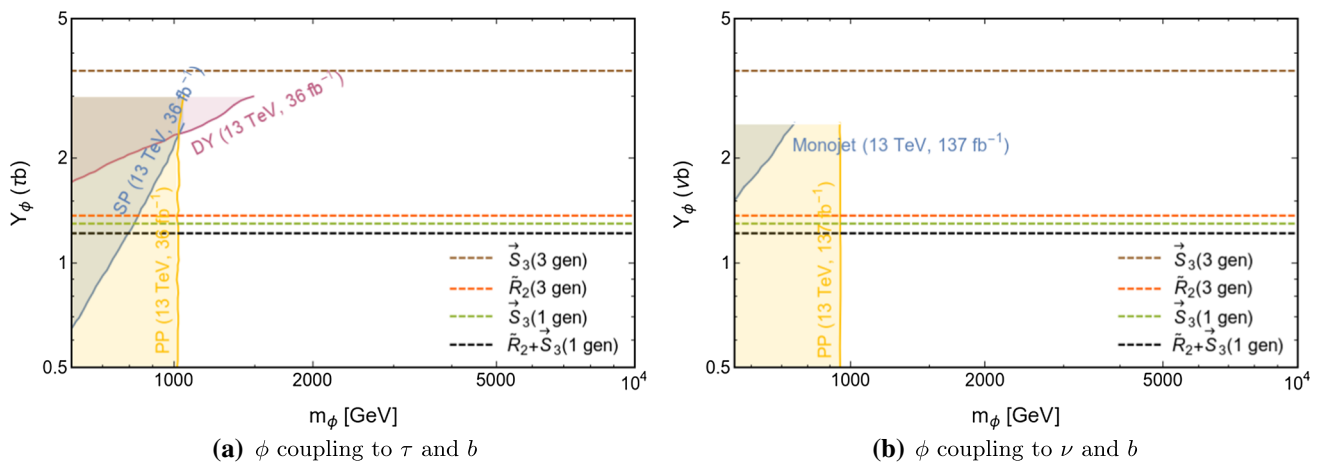 5
2
1
0.5
1000
2000
5000
10⁴
Y_ϕ (τb)
m_ϕ [GeV]
SP (13 TeV, 36 fb⁻¹)
DY (13 TeV, 36 fb⁻¹)
PP (13 TeV, 36 fb⁻¹)
S⃗₃(3 gen)
R̃₂(3 gen)
S⃗₃(1 gen)
R̃₂+S⃗₃(1 gen)
(a) ϕ coupling to τ and b
5
2
1
0.5
1000
2000
5000
10⁴
Y_ϕ (νb)
m_ϕ [GeV]
Monojet (13 TeV, 137 fb⁻¹)
PP (13 TeV, 137 fb⁻¹)
S⃗₃(3 gen)
R̃₂(3 gen)
S⃗₃(1 gen)
R̃₂+S⃗₃(1 gen)
(b) ϕ coupling to ν and b